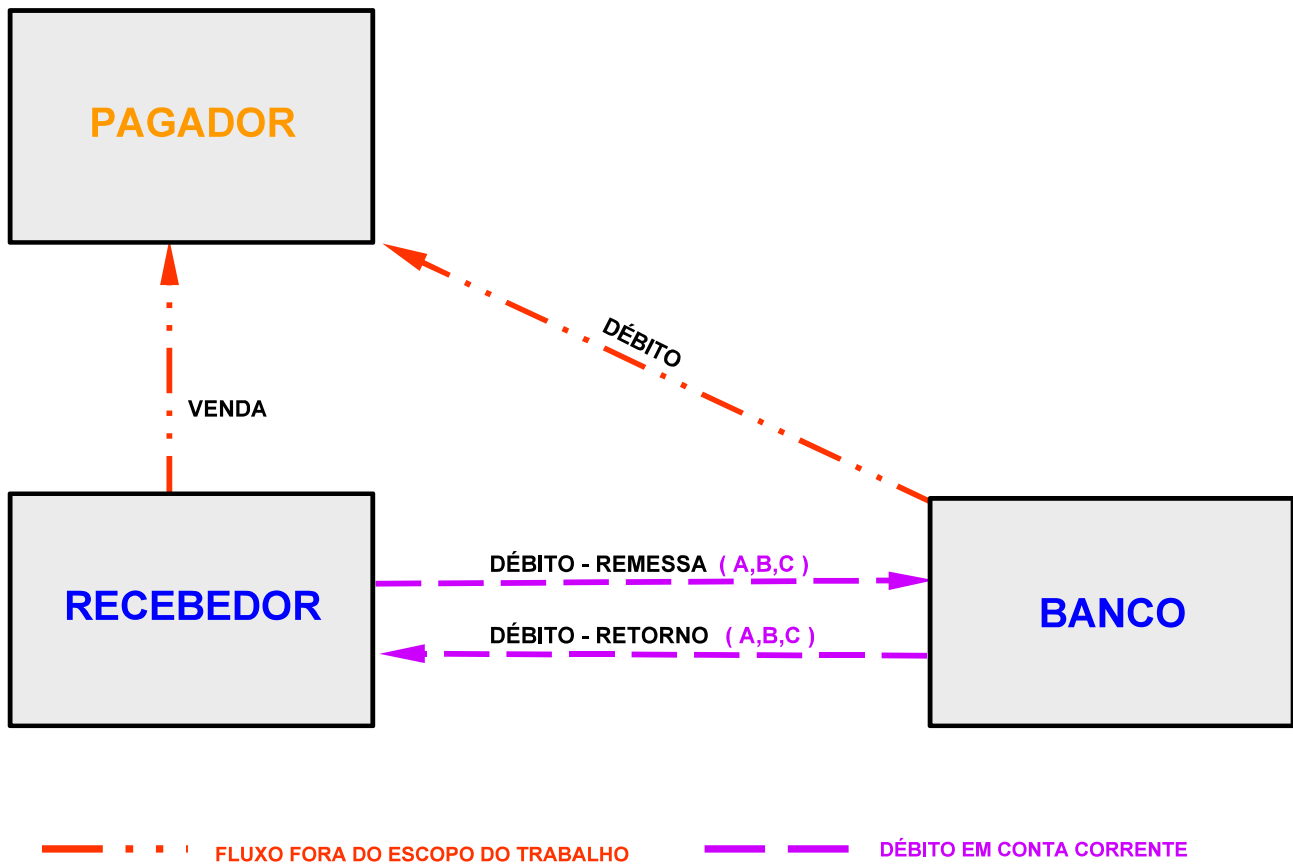 PAGADOR
DÉBITO
VENDA
DÉBITO - REMESSA ( A,B,C )
RECEBEDOR
BANCO
DÉBITO - RETORNO ( A,B,C )
FLUXO FORA DO ESCOPO DO TRABALHO
DÉBITO EM CONTA CORRENTE